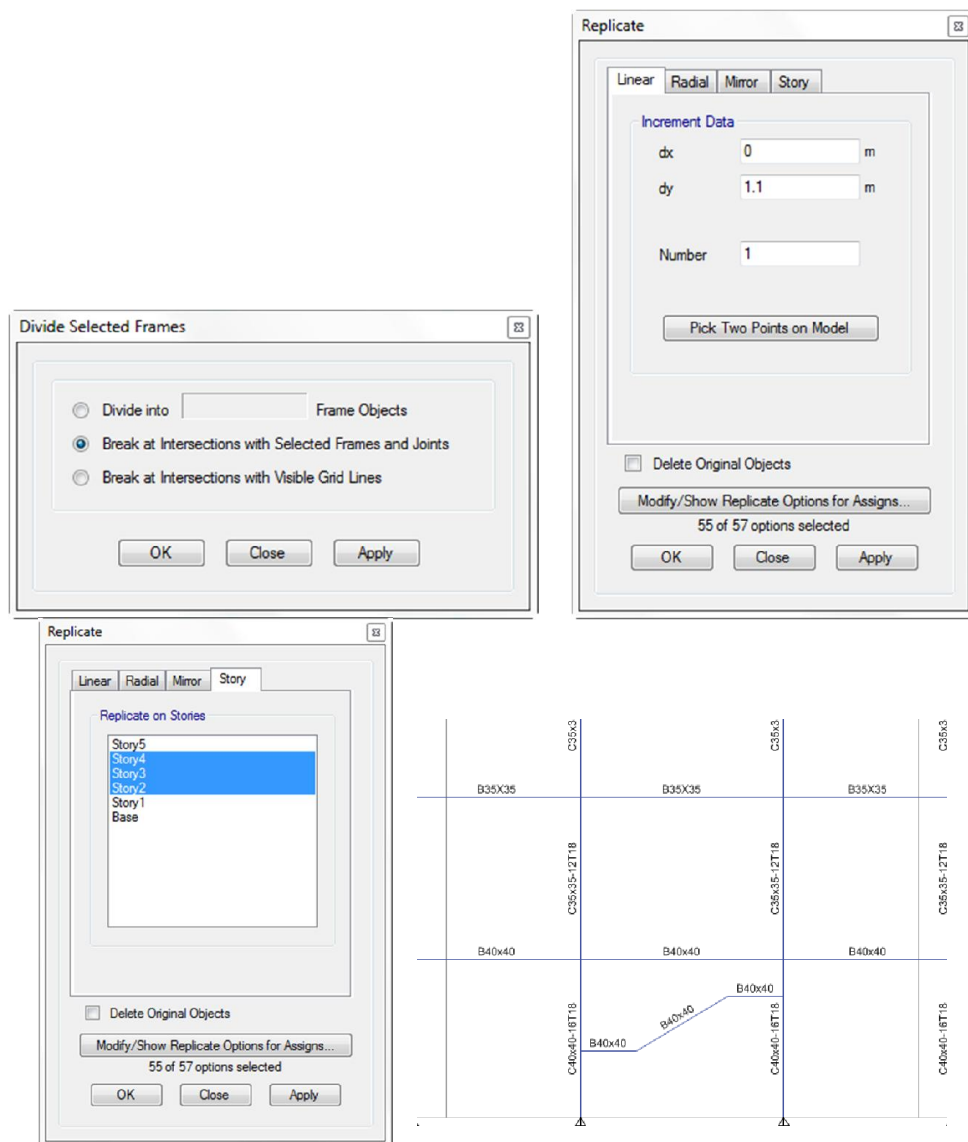 Replicate
Linear Radial Mirror Story
Increment Data
dx 0 m
dy 1.1 m
Number 1
Pick Two Points on Model
Delete Original Objects
Modify/Show Replicate Options for Assigns...
55 of 57 options selected
OK Close Apply
Divide Selected Frames
Divide into Frame Objects
Break at Intersections with Selected Frames and Joints
Break at Intersections with Visible Grid Lines
OK Close Apply
Replicate
Linear Radial Mirror Story
Replicate on Stories
Story5
Story4
Story3
Story2
Story1
Base
Delete Original Objects
Modify/Show Replicate Options for Assigns...
55 of 57 options selected
OK Close Apply
C35x3 C35x3 C35x3
B35X35 B35X35 B35X35
C35x35-12T18 C35x35-12T18 C35x35-12T18
B40x40 B40x40 B40x40
B40x40
B40x40
B40x40
C40x40-16T18 C40x40-16T18 C40x40-16T18